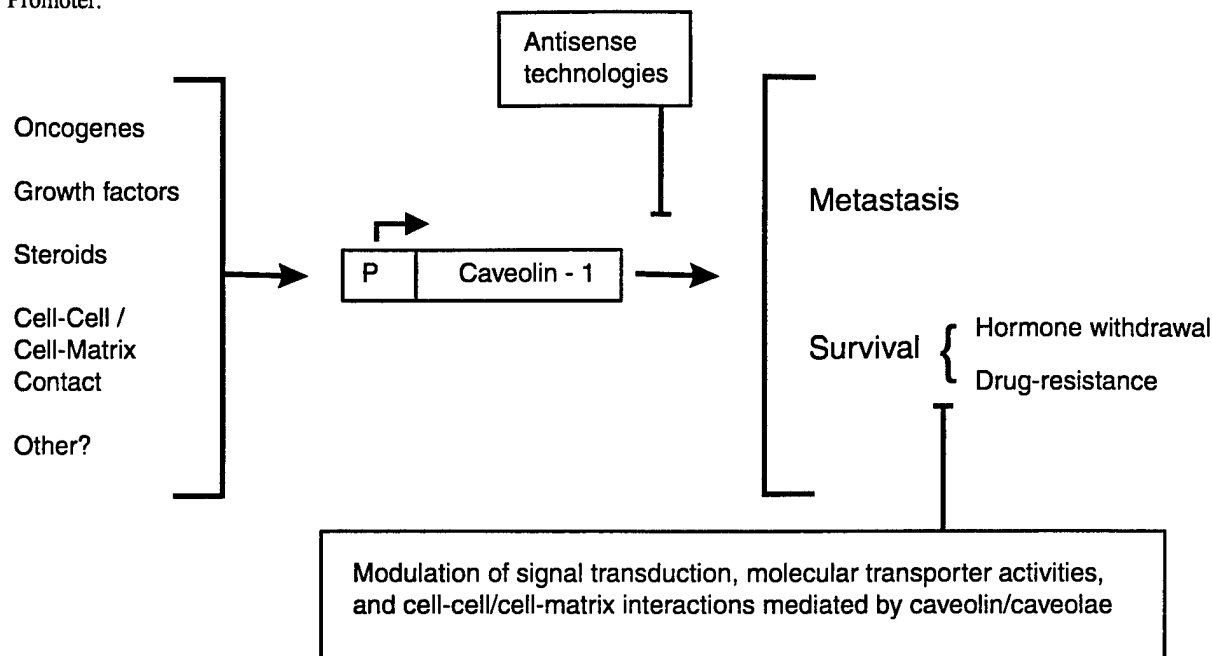 Promoter.
Antisense
technologies
Oncogenes
Growth factors
Steroids
Cell-Cell /
Cell-Matrix
Contact
Other?
P
Caveolin - 1
Metastasis
Survival {
Hormone withdrawal
Drug-resistance
Modulation of signal transduction, molecular transporter activities,
and cell-cell/cell-matrix interactions mediated by caveolin/caveolae